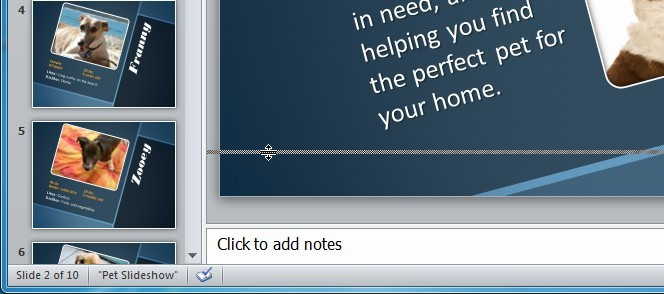 4
Franny
5
Zooey
6
in need, a
helping you find
the perfect pet for
your home.
Click to add notes
Slide 2 of 10
"Pet Slideshow"